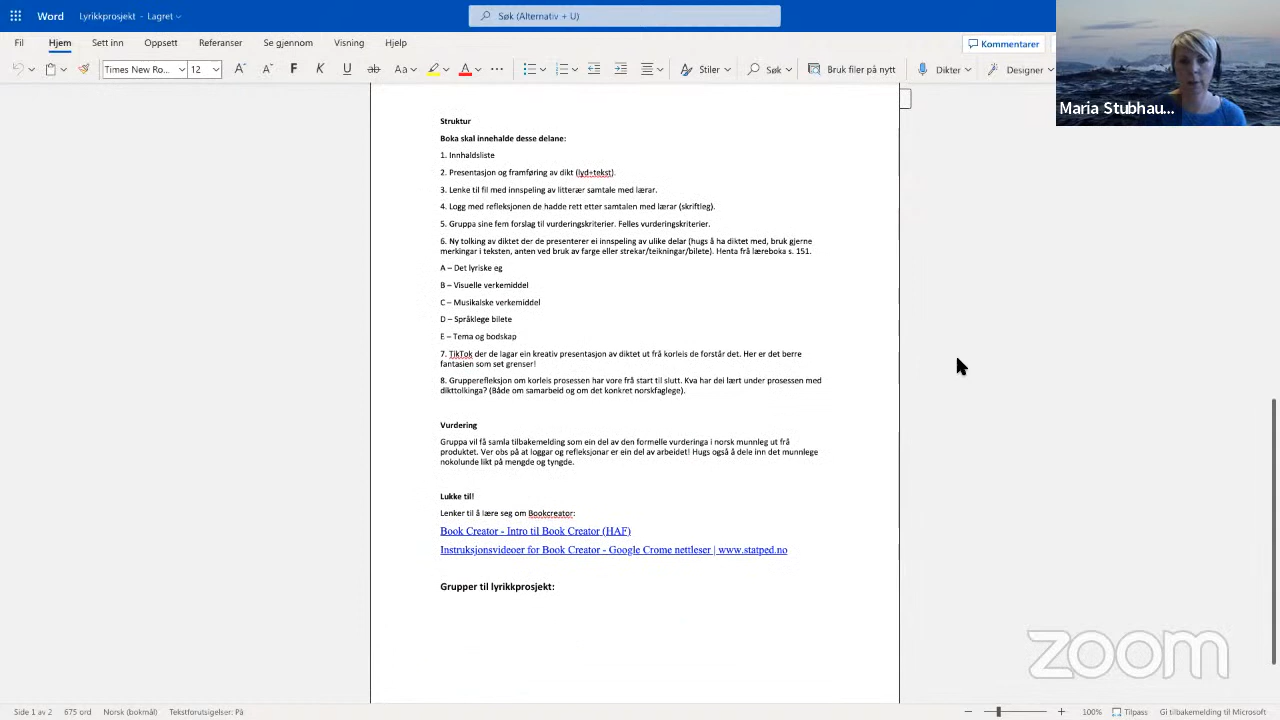 Word Lyrikkprosjekt - Lagret
Søk (Alternativ + U)
Fil Hjem Sett inn Oppsett Referanser Se gjennom Visning Hjelp
Kommentarer
Times New Ro... 12 A A F K U ab A A Stiler Søk Bruk filer på nytt Dikter Designer
Maria Stubhau...
Struktur
Boka skal innehalde desse delane:
1. Innhaldsliste
2. Presentasjon og framføring av dikt (lyd+tekst).
3. Lenke til fil med innspeling av litterær samtale med lærar.
4. Logg med refleksjonen de hadde rett etter samtalen med lærar (skriftleg).
5. Gruppa sine fem forslag til vurderingskriterier. Felles vurderingskriterier.
6. Ny tolking av diktet der de presenterer ei innspeling av ulike delar (hugs å ha diktet med, bruk gjerne
merkingar i teksten, anten ved bruk av farge eller strekar/teikningar/bilete). Henta frå læreboka s. 151.
A – Det lyriske eg
B – Visuelle verkemiddel
C – Musikalske verkemiddel
D – Språklege bilete
E – Tema og bodskap
7. TikTok der de lagar ein kreativ presentasjon av diktet ut frå korleis de forstår det. Her er det berre
fantasien som set grenser!
8. Grupperefleksjon om korleis prosessen har vore frå start til slutt. Kva har dei lært under prosessen med
dikttolkinga? (Både om samarbeid og om det konkret norskfaglege).
Vurdering
Gruppa vil få samla tilbakemelding som ein del av den formelle vurderinga i norsk munnleg ut frå
produktet. Ver obs på at loggar og refleksjonar er ein del av arbeidet! Hugs også å dele inn det munnlege
nokolunde likt på mengde og tyngde.
Lukke til!
Lenker til å lære seg om Bookcreator:
Book Creator - Intro til Book Creator (HAF)
Instruksjonsvideoer for Book Creator - Google Crome nettleser | www.statped.no
Grupper til lyrikkprosjekt:
zoom
Side 1 av 2 675 ord Norsk (bokmål) Tekstforutsigelser: På 100% Tilpass Gi tilbakemelding til Microsoft